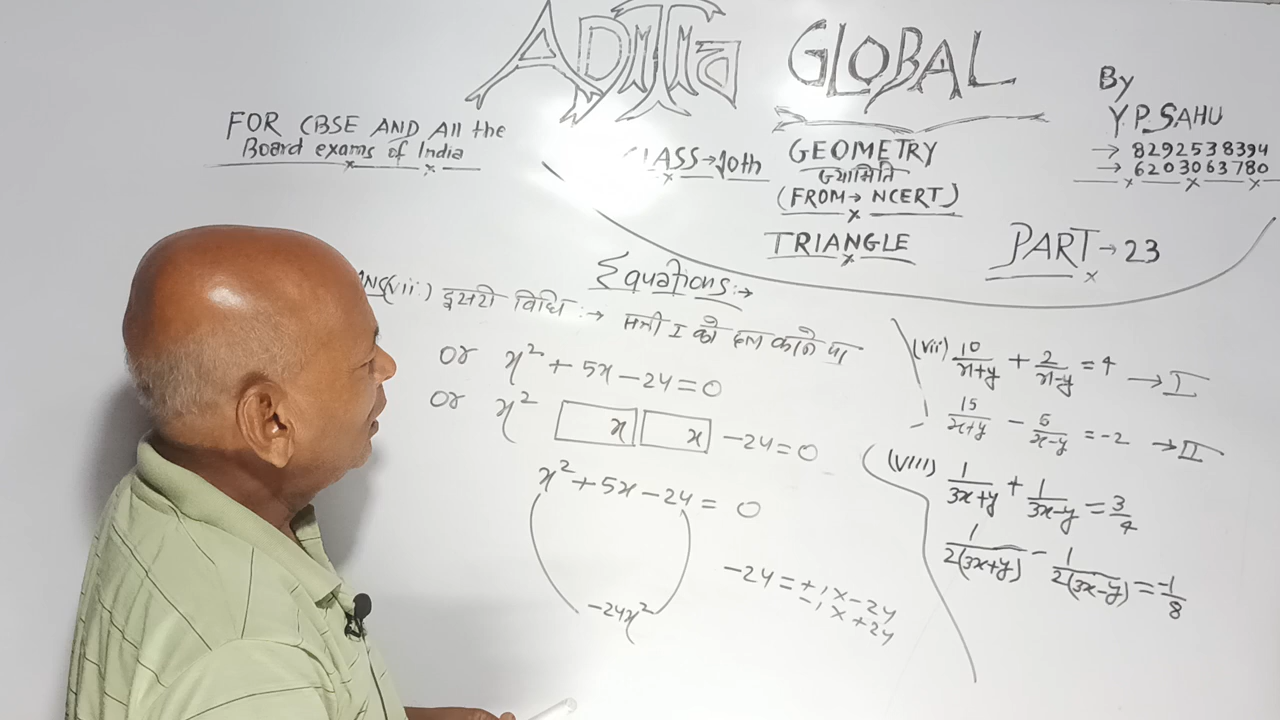 ADITYA GLOBAL
By
Y.P.SAHU
→ 8292538394
→ 6203063780
FOR CBSE AND All the
Board exams of India
CLASS→10th
GEOMETRY
ज्यामिति
(FROM→ NCERT)
TRIANGLE
PART→23
Equations:→
ANS(vii) दूसरी विधि:→ समी I को हल करने पर
or x² + 5x − 24 = 0
or x² x x − 24 = 0
x² + 5x − 24 = 0
−24x²
−24 = +1 x −24
−1 x +24
(vii) 10/x+y + 2/x−y = 4 → I
15/x+y − 5/x−y = −2 → II
(viii) 1/3x+y + 1/3x−y = 3/4
1/2(3x+y) − 1/2(3x−y) = −1/8